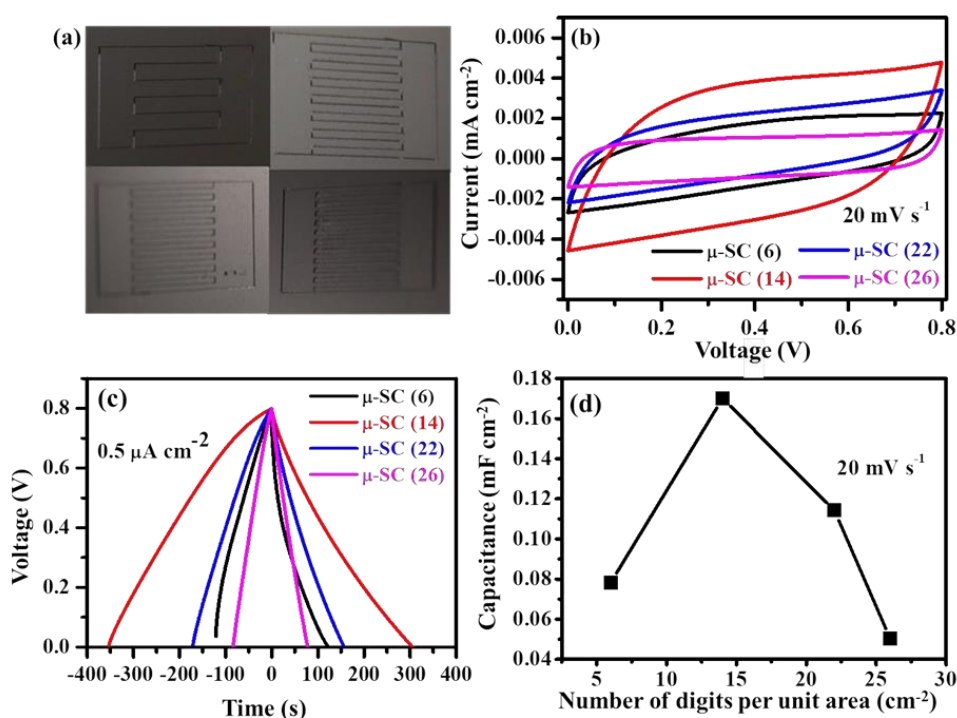 (a)
(b)
0.006
0.004
0.002
0.000
-0.002
-0.004
-0.006
Current (mA cm-2)
20 mV s-1
μ-SC (6)
μ-SC (22)
μ-SC (14)
μ-SC (26)
0.0 0.2 0.4 0.6 0.8
Voltage (V)
(c)
0.8
0.6
0.4
0.2
0.0
Voltage (V)
0.5 μA cm-2
μ-SC (6)
μ-SC (14)
μ-SC (22)
μ-SC (26)
-400 -300 -200 -100 0 100 200 300 400
Time (s)
(d)
0.18
0.16
0.14
0.12
0.10
0.08
0.06
0.04
Capacitance (mF cm-2)
20 mV s-1
5 10 15 20 25 30
Number of digits per unit area (cm-2)